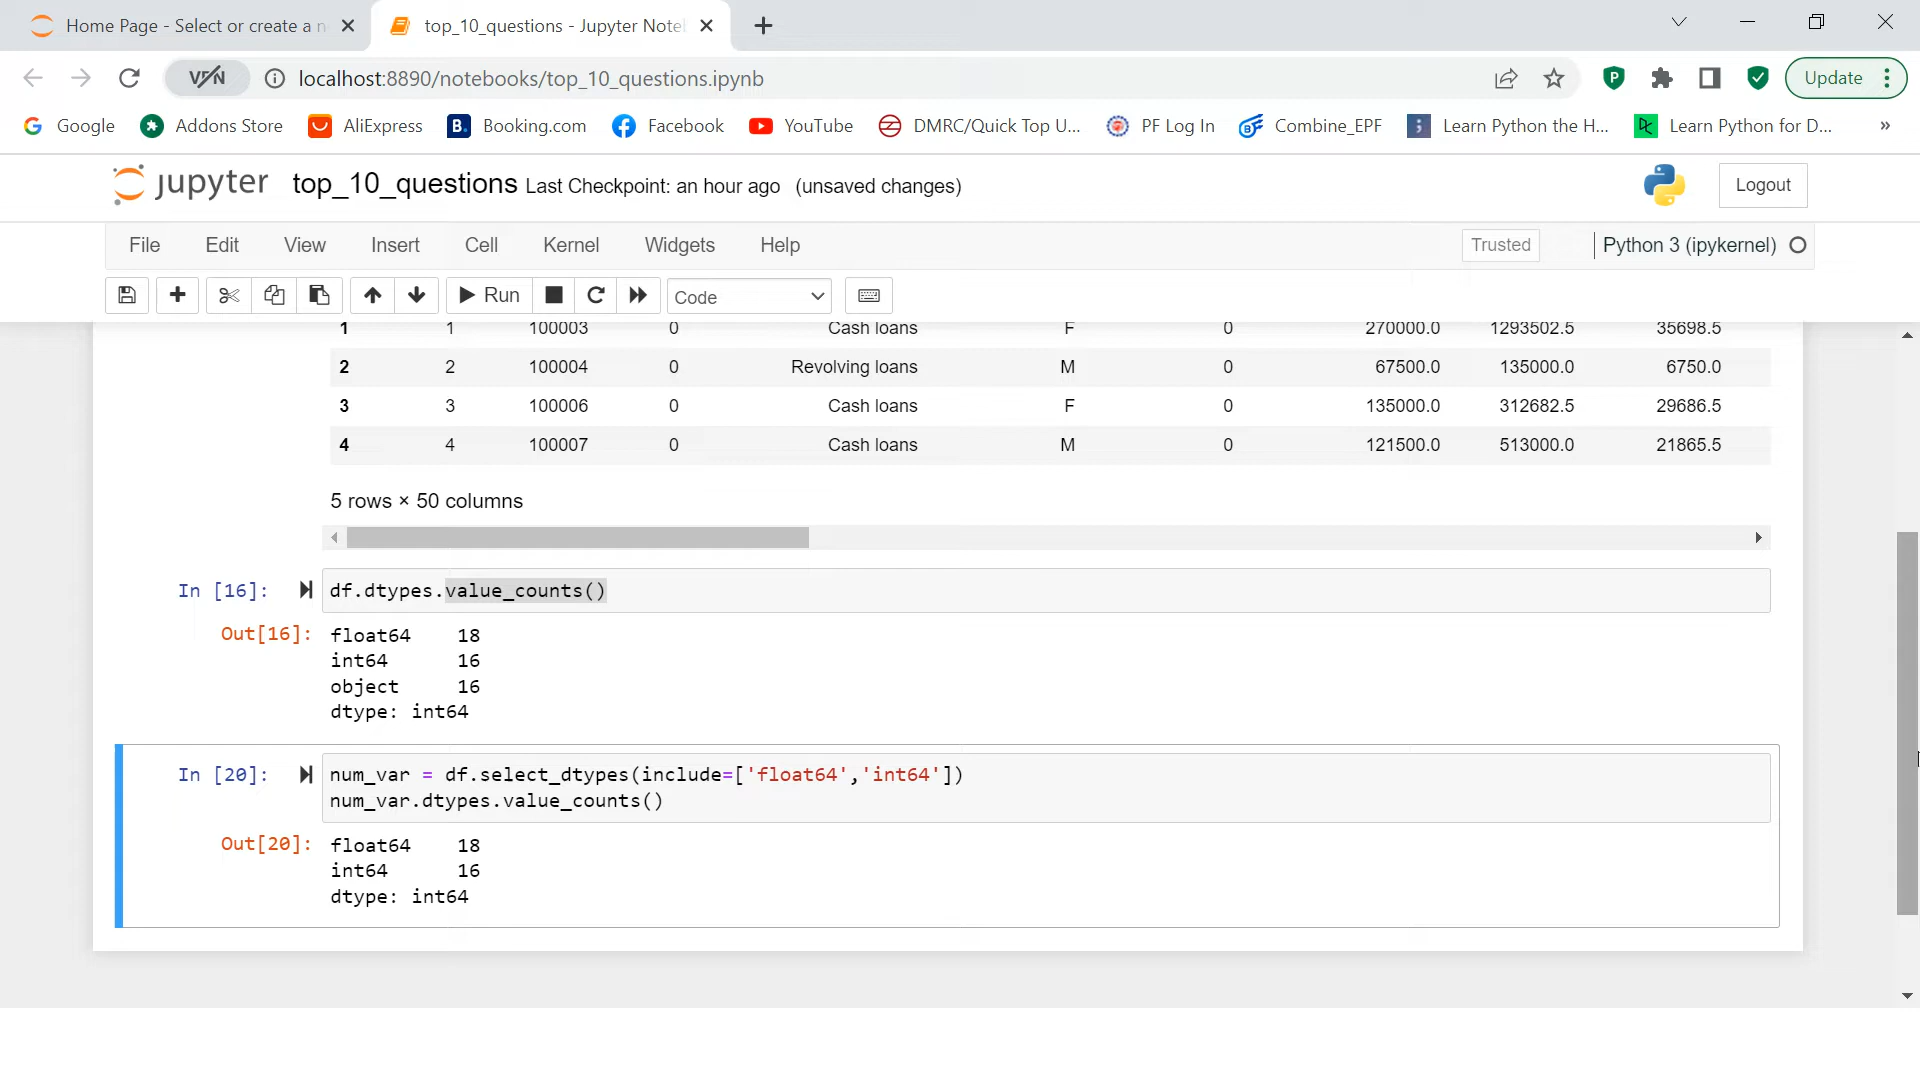 Home Page - Select or create a n
top_10_questions - Jupyter Note
VPN
localhost:8890/notebooks/top_10_questions.ipynb
P
Update
Google
Addons Store
AliExpress
B.
Booking.com
Facebook
YouTube
DMRC/Quick Top U...
PF Log In
Combine_EPF
Learn Python the H...
Learn Python for D...
»
jupyter
top_10_questions Last Checkpoint: an hour ago (unsaved changes)
Logout
File Edit View Insert Cell Kernel Widgets Help
Trusted
Python 3 (ipykernel)
Run
Code
1 1 100003 0 Cash loans F 0 270000.0 1293502.5 35698.5
2 2 100004 0 Revolving loans M 0 67500.0 135000.0 6750.0
3 3 100006 0 Cash loans F 0 135000.0 312682.5 29686.5
4 4 100007 0 Cash loans M 0 121500.0 513000.0 21865.5
5 rows × 50 columns
In [16]: df.dtypes.value_counts()
Out[16]: float64 18
int64 16
object 16
dtype: int64
In [20]: num_var = df.select_dtypes(include=['float64','int64'])
num_var.dtypes.value_counts()
Out[20]: float64 18
int64 16
dtype: int64